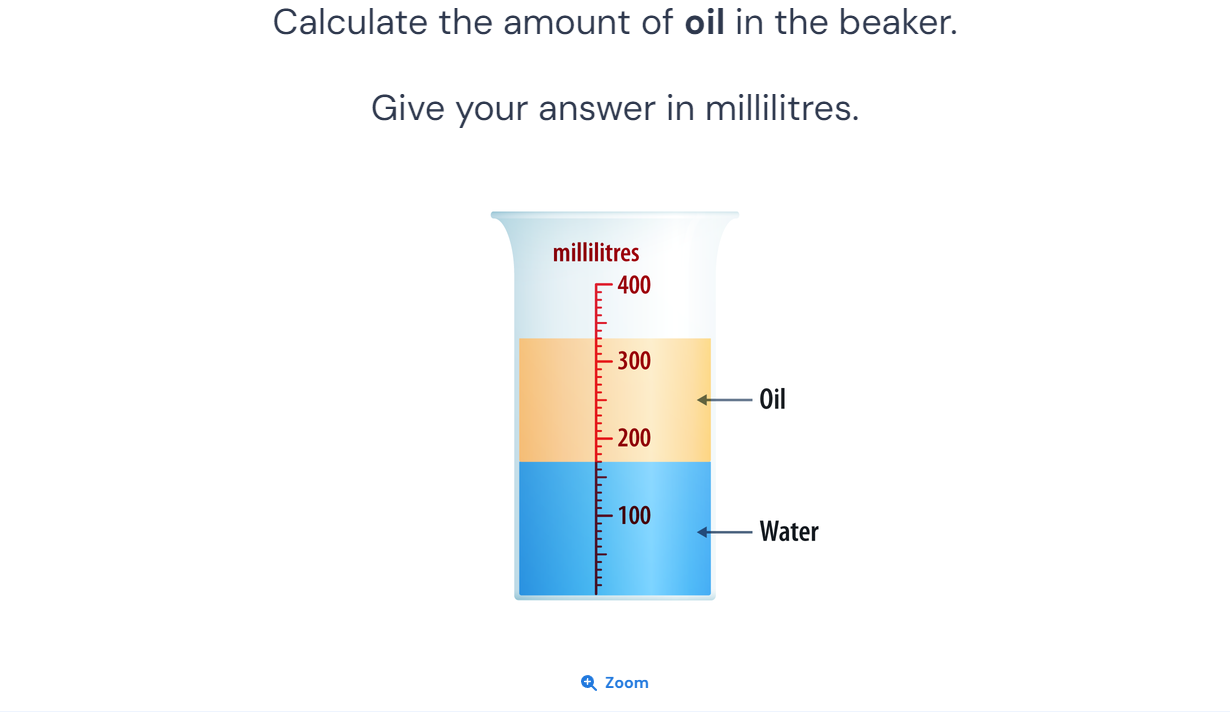 Calculate the amount of oil in the beaker.
Give your answer in millilitres.
millilitres
400
300
Oil
200
100
Water
Zoom